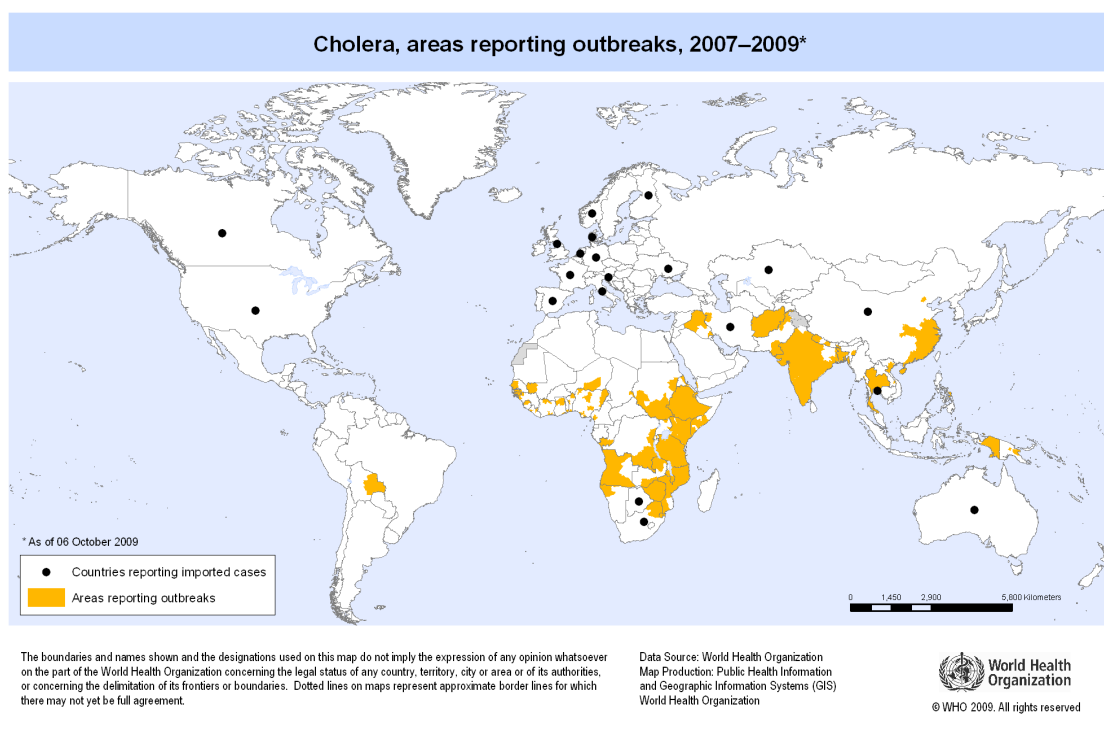 Cholera, areas reporting outbreaks, 2007–2009*
* As of 06 October 2009
Countries reporting imported cases
Areas reporting outbreaks
0 1,450 2,900 5,800 Kilometers
The boundaries and names shown and the designations used on this map do not imply the expression of any opinion whatsoever
on the part of the World Health Organization concerning the legal status of any country, territory, city or area or of its authorities,
or concerning the delimitation of its frontiers or boundaries. Dotted lines on maps represent approximate border lines for which
there may not yet be full agreement.
Data Source: World Health Organization
Map Production: Public Health Information
and Geographic Information Systems (GIS)
World Health Organization
World Health
Organization
© WHO 2009. All rights reserved